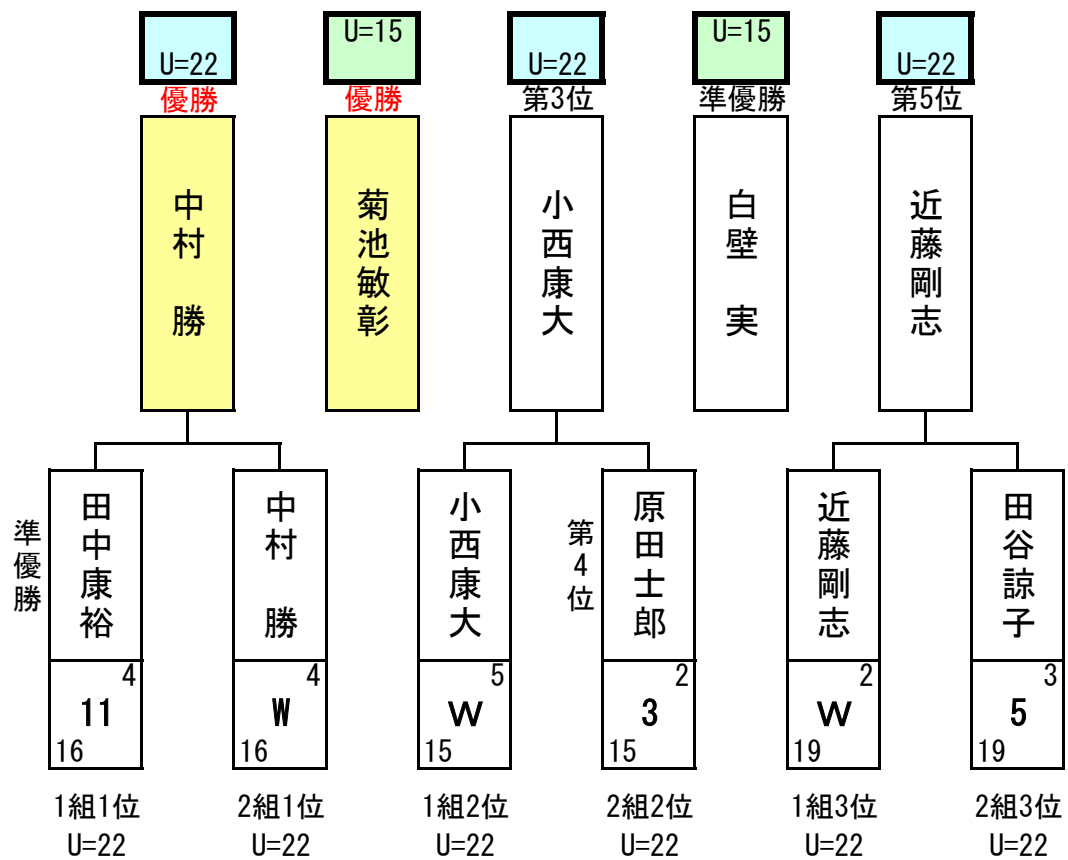 U=22
U=15
U=22
U=15
U=22
優勝
優勝
第3位
準優勝
第5位
中村　勝
菊池敏彰
小西康大
白壁　実
近藤剛志
準優勝
田中康裕
中村　勝
小西康大
第4位
原田士郎
近藤剛志
田谷諒子
4
11
16
4
W
16
5
W
15
2
3
15
2
W
19
3
5
19
1組1位
2組1位
1組2位
2組2位
1組3位
2組3位
U=22
U=22
U=22
U=22
U=22
U=22